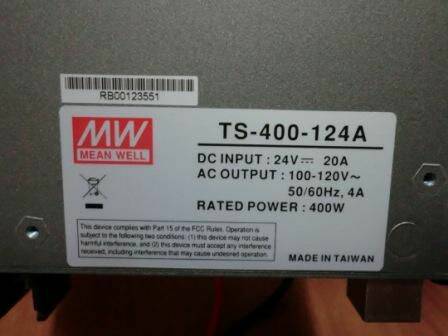 RB00123551
MW
MEAN WELL
TS-400-124A
DC INPUT : 24V⎓ 20A
AC OUTPUT : 100-120V~
50/60Hz, 4A
RATED POWER : 400W
This device complies with Part 15 of the FCC Rules. Operation is
subject to the following two conditions: (1) this device may not cause
harmful interference, and (2) this device must accept any interference
received, including interference that may cause undesired operation.
MADE IN TAIWAN